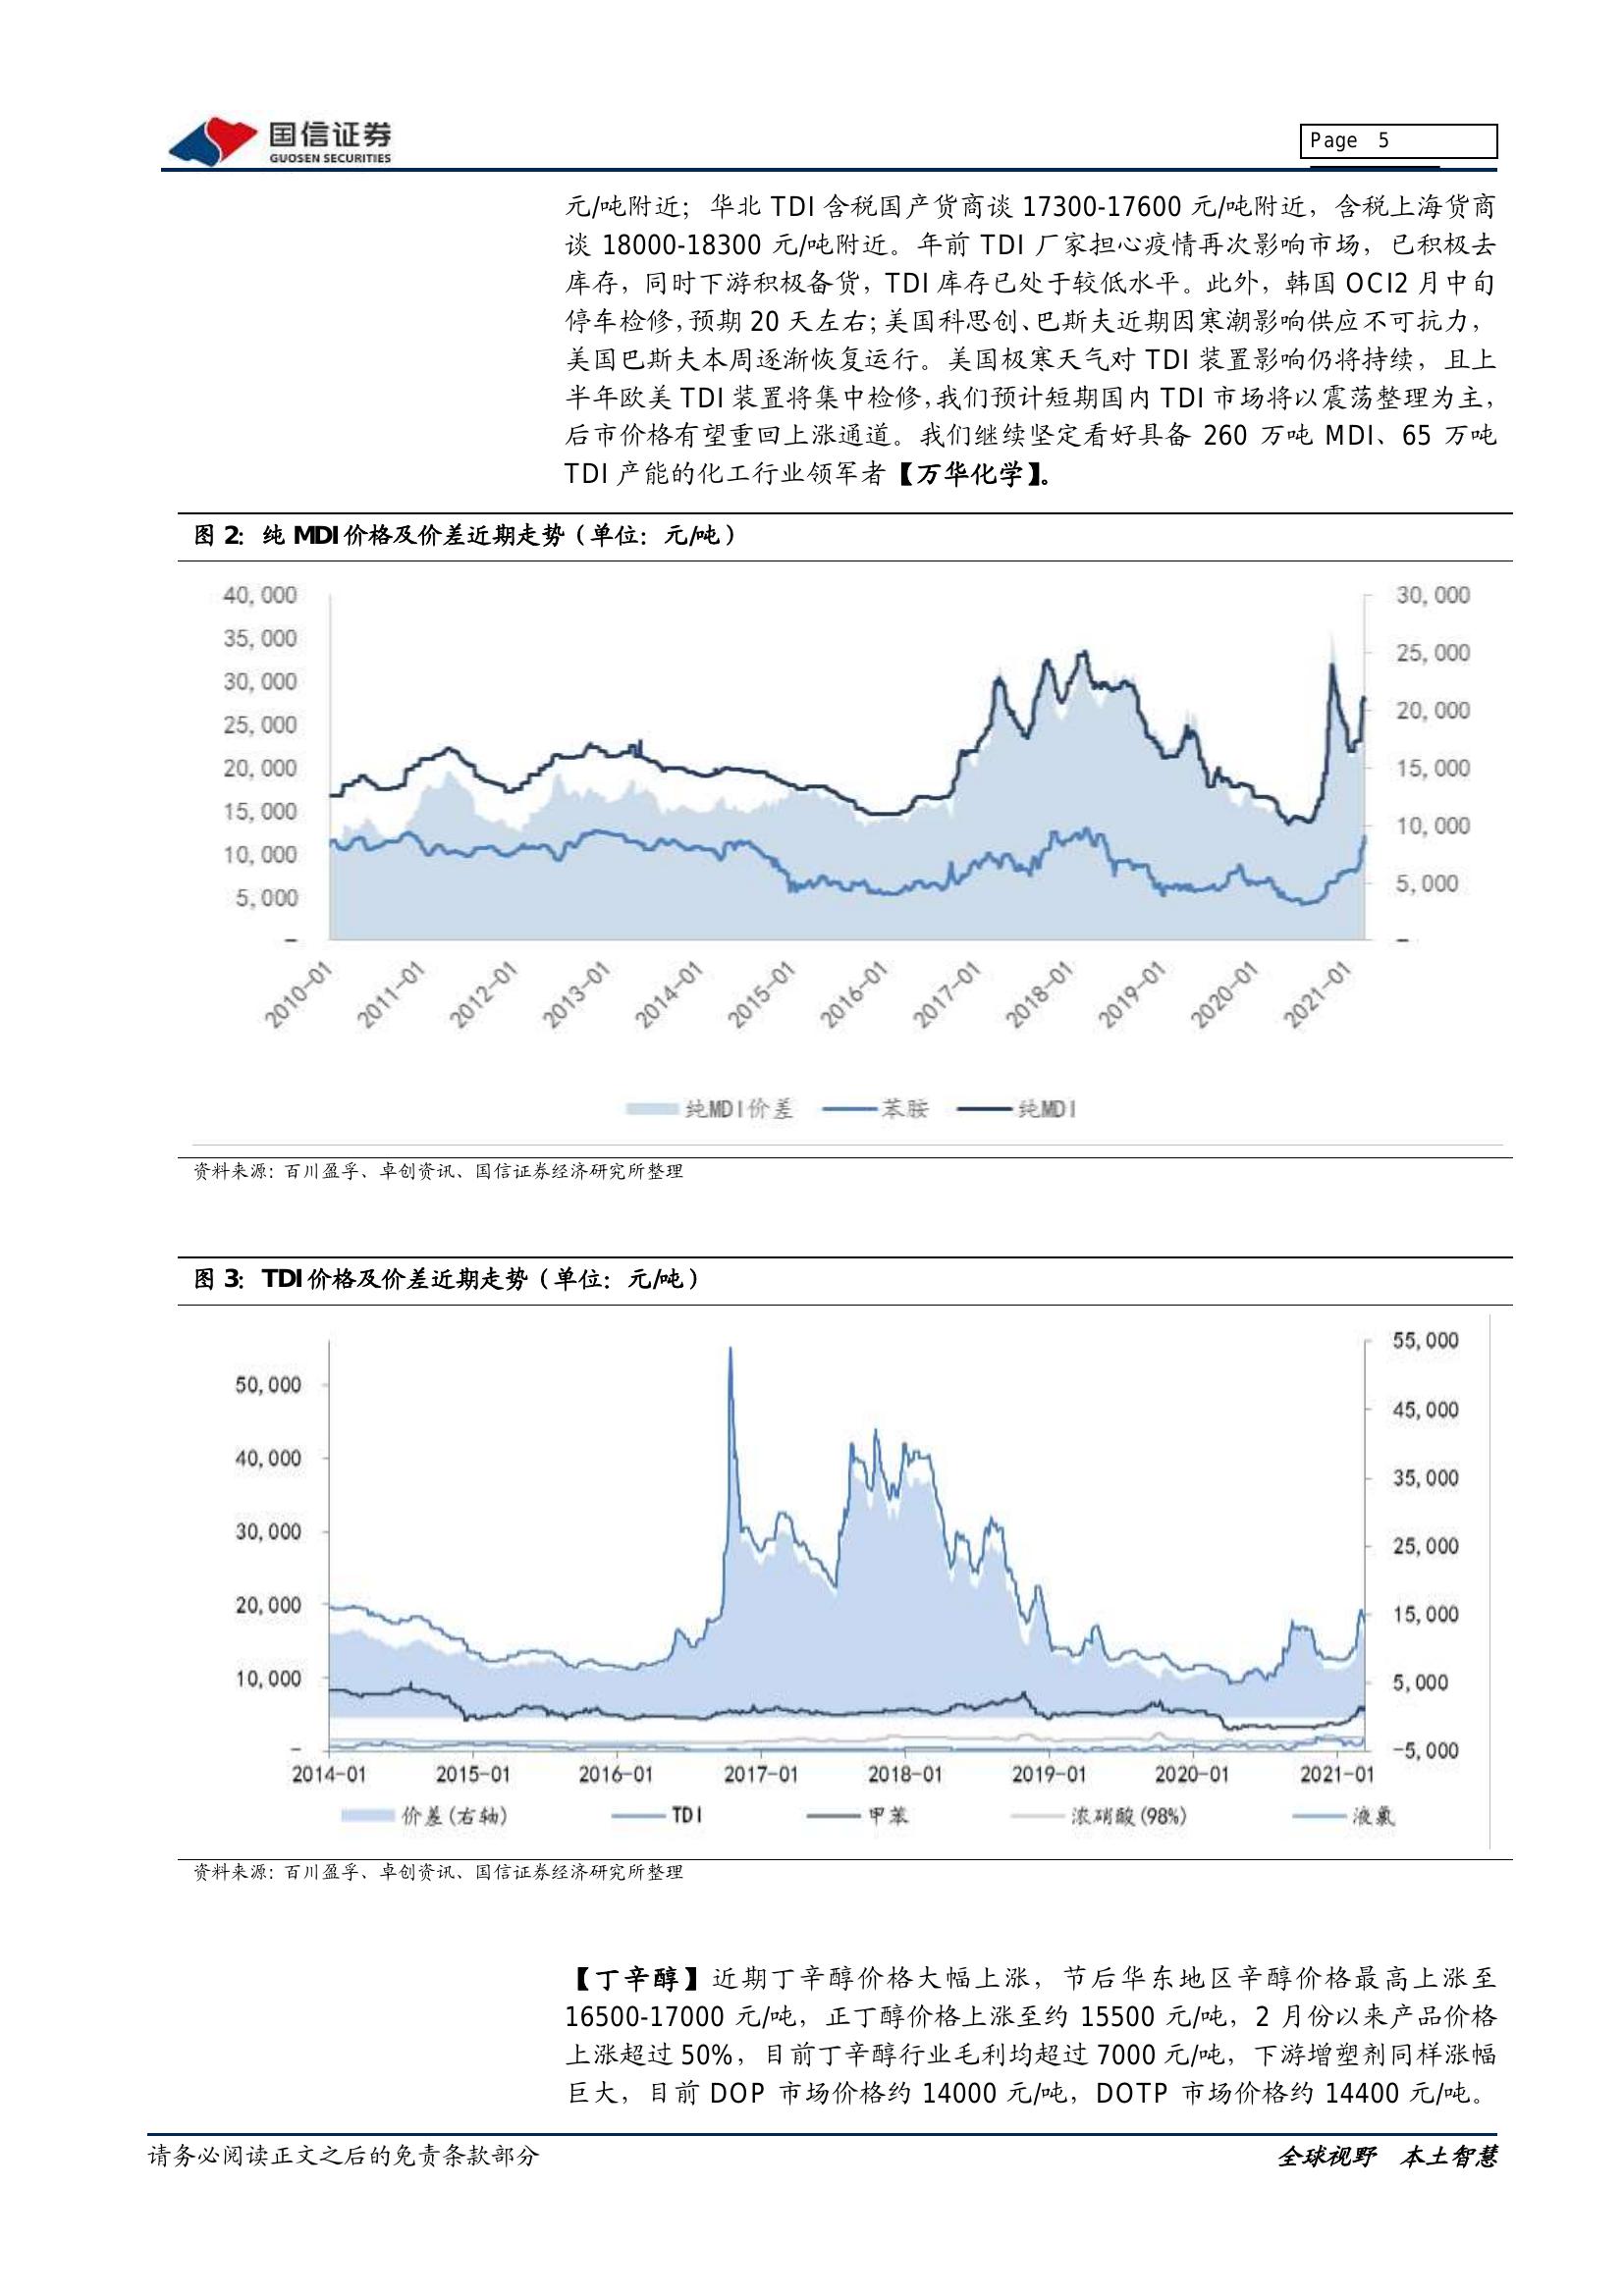 国信证券
GUOSEN SECURITIES
Page 5
元/吨附近；华北 TDI 含税国产货商谈 17300-17600 元/吨附近，含税上海货商
谈 18000-18300 元/吨附近。年前 TDI 厂家担心疫情再次影响市场，已积极去
库存，同时下游积极备货，TDI 库存已处于较低水平。此外，韩国 OCI2 月中旬
停车检修，预期 20 天左右；美国科思创、巴斯夫近期因寒潮影响供应不可抗力，
美国巴斯夫本周逐渐恢复运行。美国极寒天气对 TDI 装置影响仍将持续，且上
半年欧美 TDI 装置将集中检修，我们预计短期国内 TDI 市场将以震荡整理为主，
后市价格有望重回上涨通道。我们继续坚定看好具备 260 万吨 MDI、65 万吨
TDI 产能的化工行业领军者【万华化学】。
图 2：纯 MDI 价格及价差近期走势（单位：元/吨）
40,000 30,000
35,000 25,000
30,000 20,000
25,000
20,000 15,000
15,000 10,000
10,000
5,000 5,000
- -
2010-01 2011-01 2012-01 2013-01 2014-01 2015-01 2016-01 2017-01 2018-01 2019-01 2020-01 2021-01
纯MDI价差 苯胺 纯MDI
资料来源：百川盈孚、卓创资讯、国信证券经济研究所整理
图 3：TDI 价格及价差近期走势（单位：元/吨）
55,000
50,000 45,000
40,000 35,000
30,000 25,000
20,000 15,000
10,000 5,000
- -5,000
2014-01 2015-01 2016-01 2017-01 2018-01 2019-01 2020-01 2021-01
价差(右轴) TDI 甲苯 浓硝酸(98%) 液氯
资料来源：百川盈孚、卓创资讯、国信证券经济研究所整理
【丁辛醇】近期丁辛醇价格大幅上涨，节后华东地区辛醇价格最高上涨至
16500-17000 元/吨，正丁醇价格上涨至约 15500 元/吨，2 月份以来产品价格
上涨超过 50%，目前丁辛醇行业毛利均超过 7000 元/吨，下游增塑剂同样涨幅
巨大，目前 DOP 市场价格约 14000 元/吨，DOTP 市场价格约 14400 元/吨。
请务必阅读正文之后的免责条款部分
全球视野 本土智慧